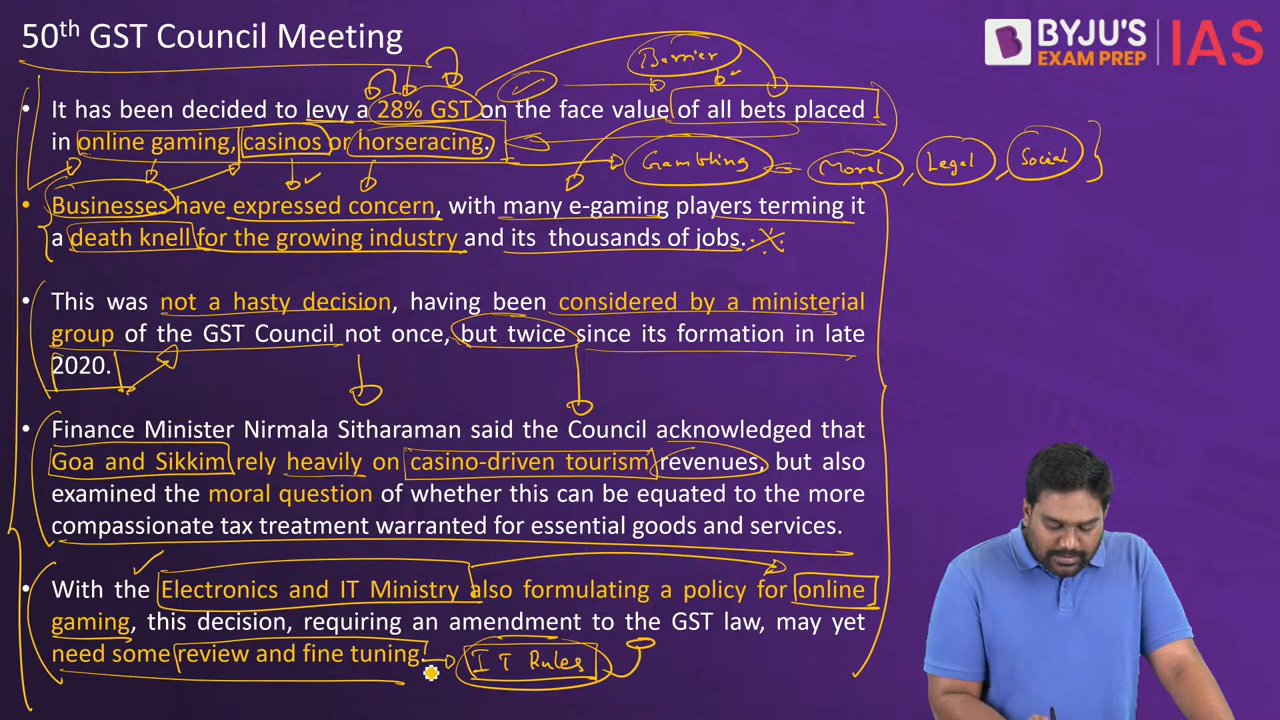 50th GST Council Meeting
BYJU'S
EXAM PREP
IAS
Barrier
• It has been decided to levy a 28% GST on the face value of all bets placed
in online gaming, casinos or horseracing.
Gambling
Moral, Legal, Social
• Businesses have expressed concern, with many e-gaming players terming it
a death knell for the growing industry and its thousands of jobs.
• This was not a hasty decision, having been considered by a ministerial
group of the GST Council not once, but twice since its formation in late
2020.
• Finance Minister Nirmala Sitharaman said the Council acknowledged that
Goa and Sikkim rely heavily on casino-driven tourism revenues, but also
examined the moral question of whether this can be equated to the more
compassionate tax treatment warranted for essential goods and services.
• With the Electronics and IT Ministry also formulating a policy for online
gaming, this decision, requiring an amendment to the GST law, may yet
need some review and fine tuning.
IT Rules